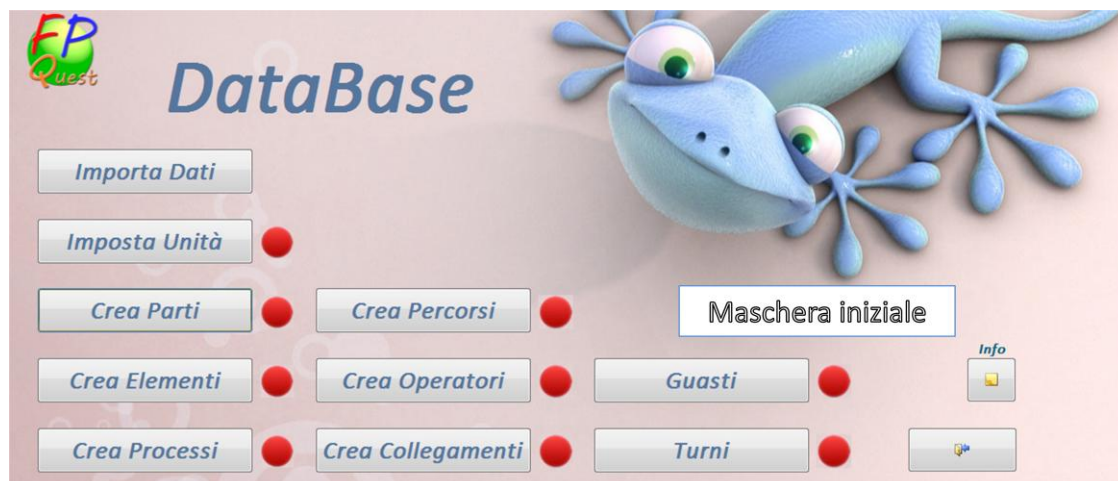 FP
Quest
DataBase
Importa Dati
Imposta Unità
Crea Parti
Crea Percorsi
Maschera iniziale
Info
Crea Elementi
Crea Operatori
Guasti
Crea Processi
Crea Collegamenti
Turni